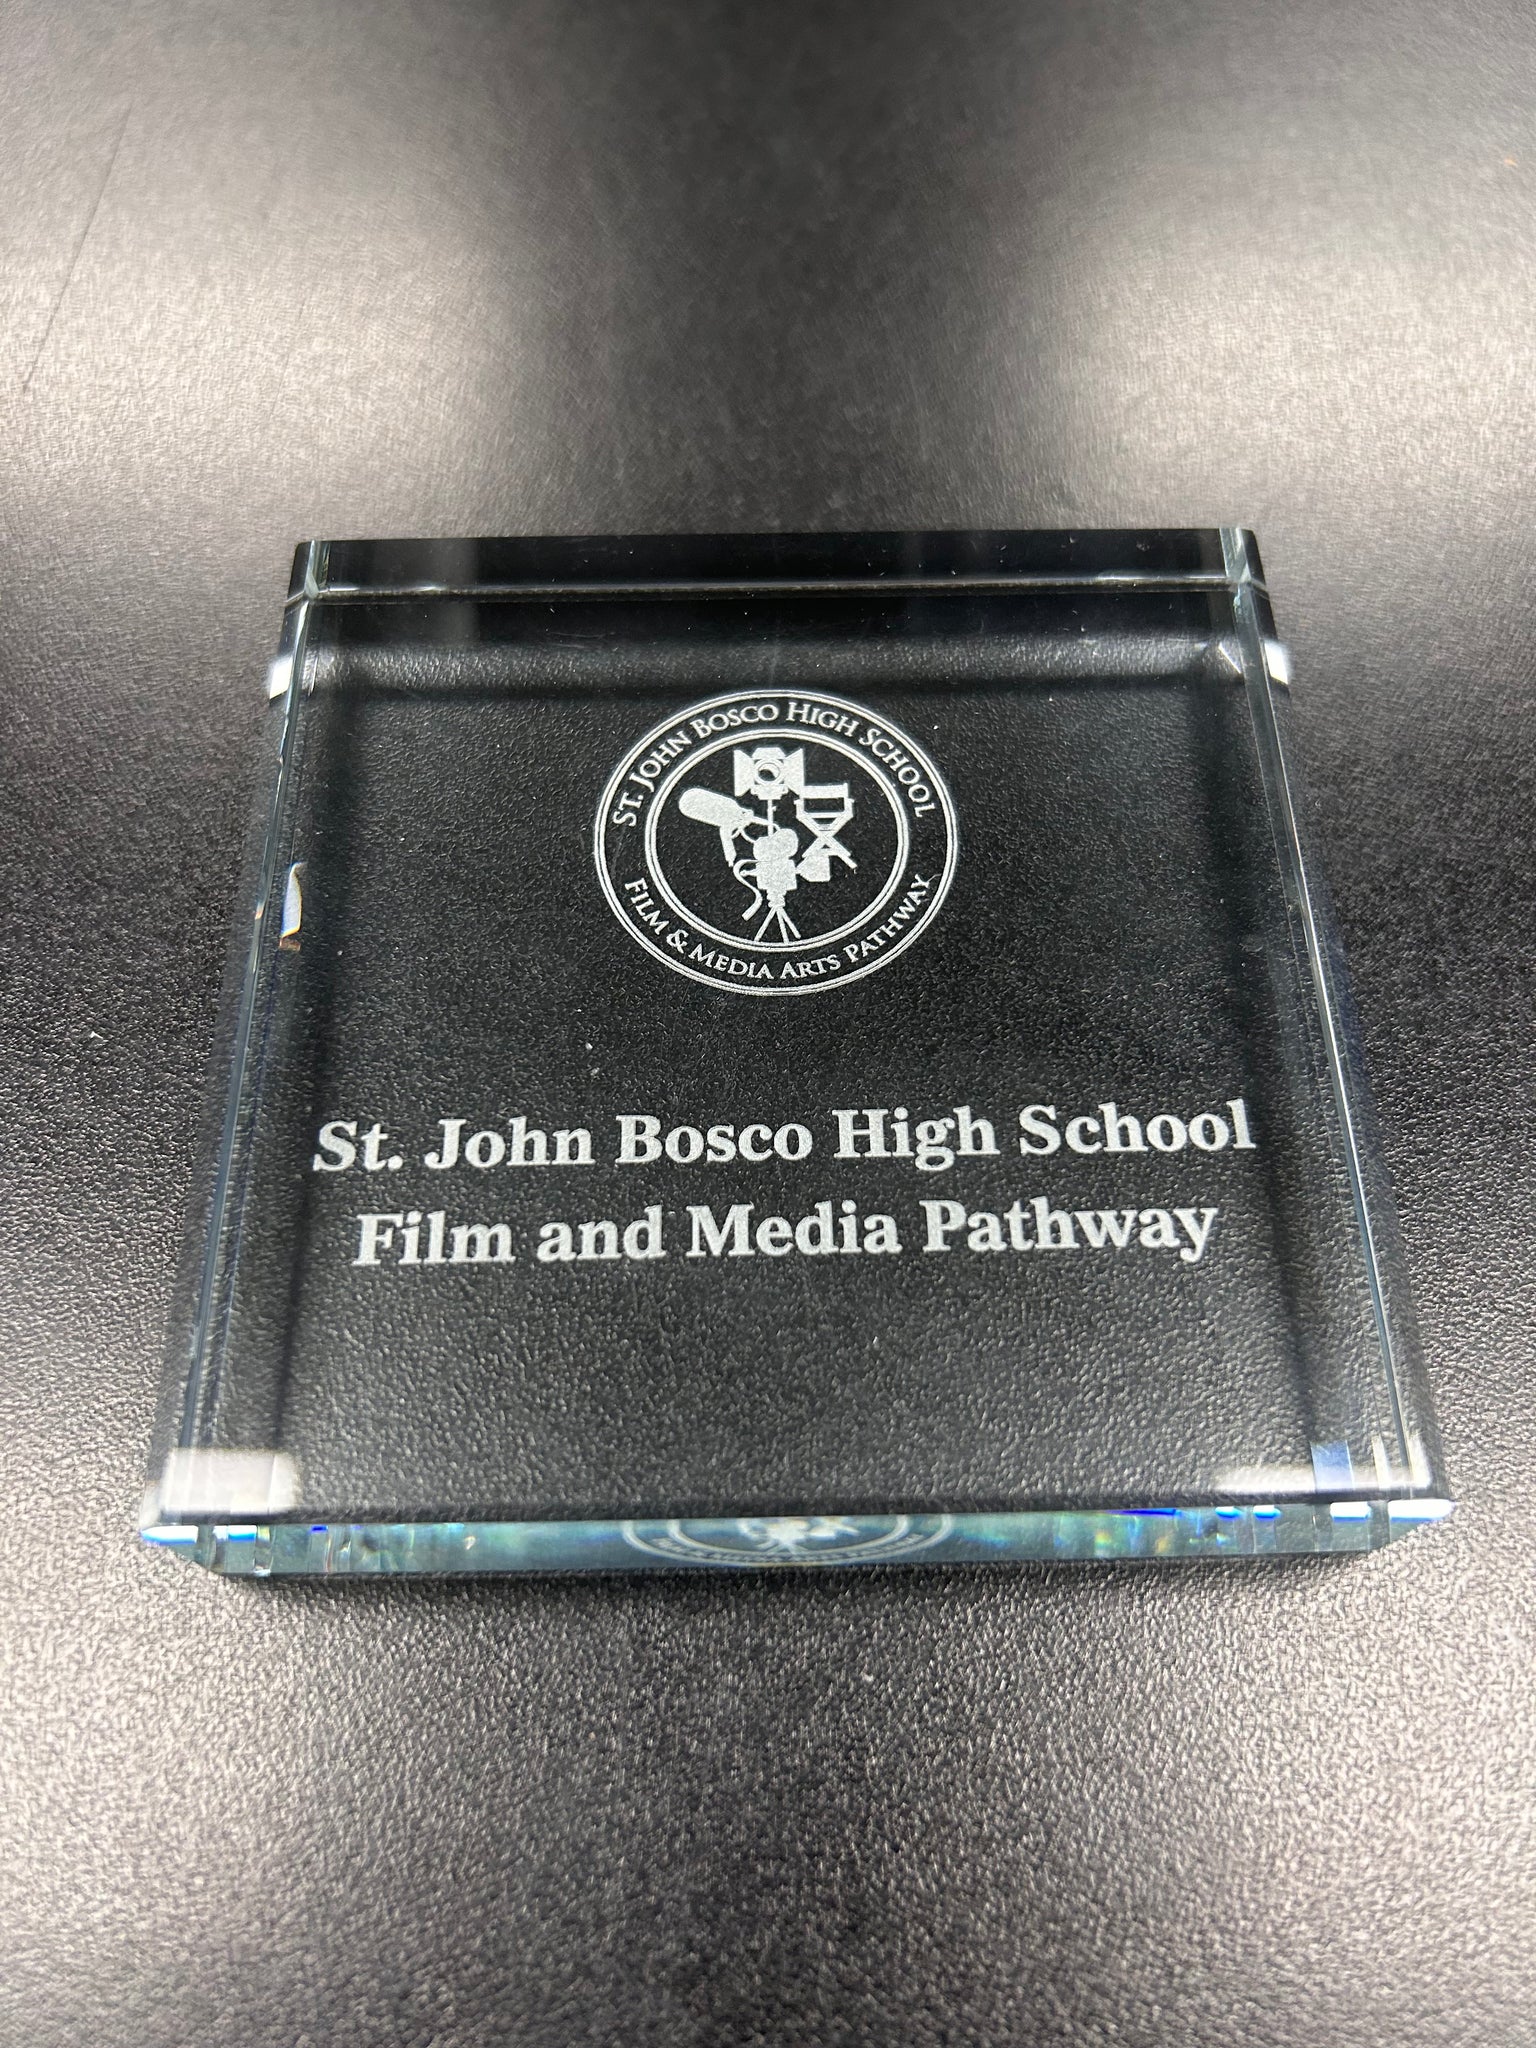 St. John Bosco High School
Film & Media Arts Pathway
St. John Bosco High School
Film and Media Pathway